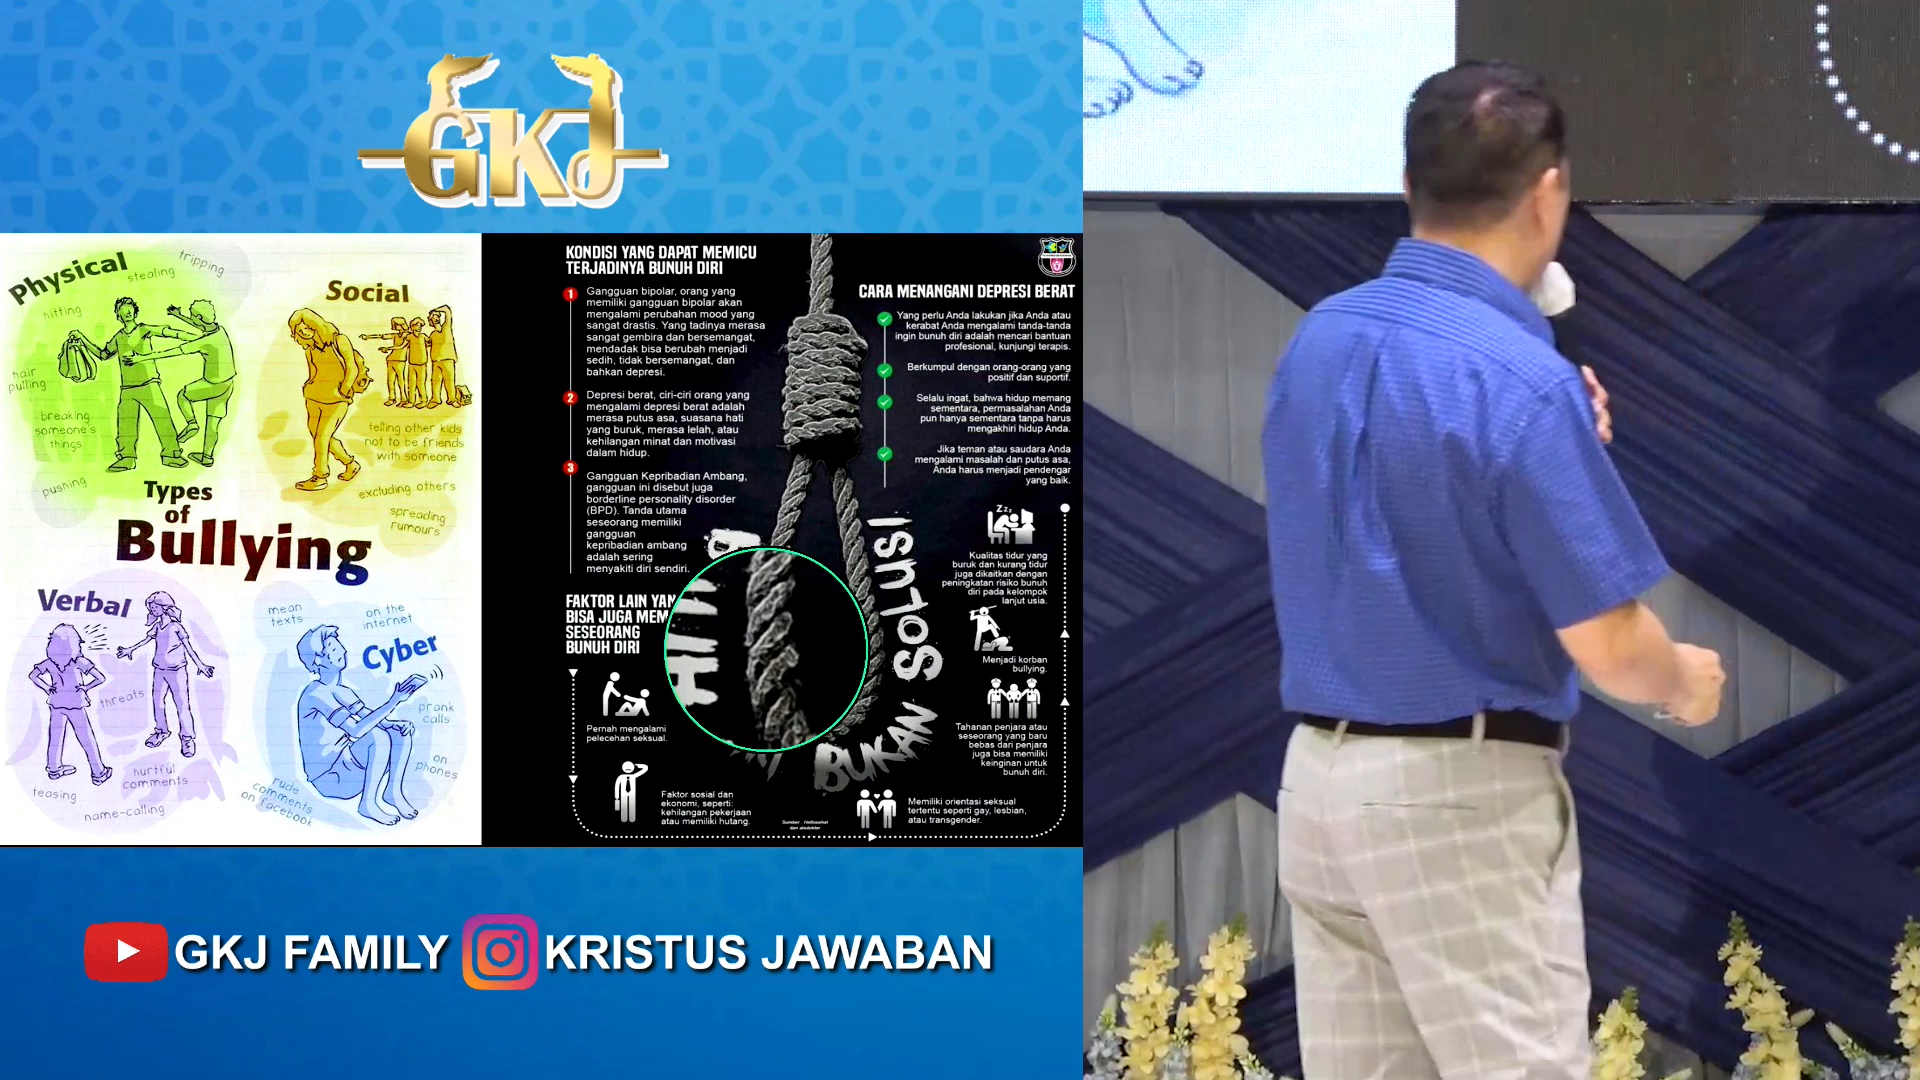 GKJ
Physical
tripping
stealing
hitting
hair
pulling
breaking
someone's
things
pushing
Social
telling other kids
not to be friends
with someone
excluding others
spreading
rumours
Types
of
Bullying
Verbal
threats
hurtful
comments
teasing
name-calling
mean
texts
on the
internet
Cyber
prank
calls
on
phones
rude
comments
on facebook
KONDISI YANG DAPAT MEMICU
TERJADINYA BUNUH DIRI
1
Gangguan bipolar, orang yang
memiliki gangguan bipolar akan
mengalami perubahan mood yang
sangat drastis. Yang tadinya merasa
sangat gembira dan bersemangat,
mendadak bisa berubah menjadi
sedih, tidak bersemangat, dan
bahkan depresi.
2
Depresi berat, ciri-ciri orang yang
mengalami depresi berat adalah
merasa putus asa, suasana hati
yang buruk, merasa lelah, atau
kehilangan minat dan motivasi
dalam hidup.
3
Gangguan Kepribadian Ambang,
gangguan ini disebut juga
borderline personality disorder
(BPD). Tanda utama
seseorang memiliki
gangguan
kepribadian ambang
adalah sering
menyakiti diri sendiri.
FAKTOR LAIN YAN
BISA JUGA MEM
SESEORANG
BUNUH DIRI
Pernah mengalami
pelecehan seksual.
Faktor sosial dan
ekonomi, seperti:
kehilangan pekerjaan
atau memiliki hutang.
BUKAN SOLUSI
CARA MENANGANI DEPRESI BERAT
Yang perlu Anda lakukan jika Anda atau
kerabat Anda mengalami tanda-tanda
ingin bunuh diri adalah mencari bantuan
profesional, kunjungi terapis.
Berkumpul dengan orang-orang yang
positif dan suportif.
Selalu ingat, bahwa hidup memang
sementara, permasalahan Anda
pun hanya sementara tanpa harus
mengakhiri hidup Anda.
Jika teman atau saudara Anda
mengalami masalah dan putus asa,
Anda harus menjadi pendengar
yang baik.
Zzz
Kualitas tidur yang
buruk dan kurang tidur
juga dikaitkan dengan
peningkatan risiko bunuh
diri pada kelompok
lanjut usia.
Menjadi korban
bullying.
Tahanan penjara atau
seseorang yang baru
bebas dari penjara
juga bisa memiliki
keinginan untuk
bunuh diri.
Memiliki orientasi seksual
tertentu seperti gay, lesbian,
atau transgender.
GKJ FAMILY
KRISTUS JAWABAN